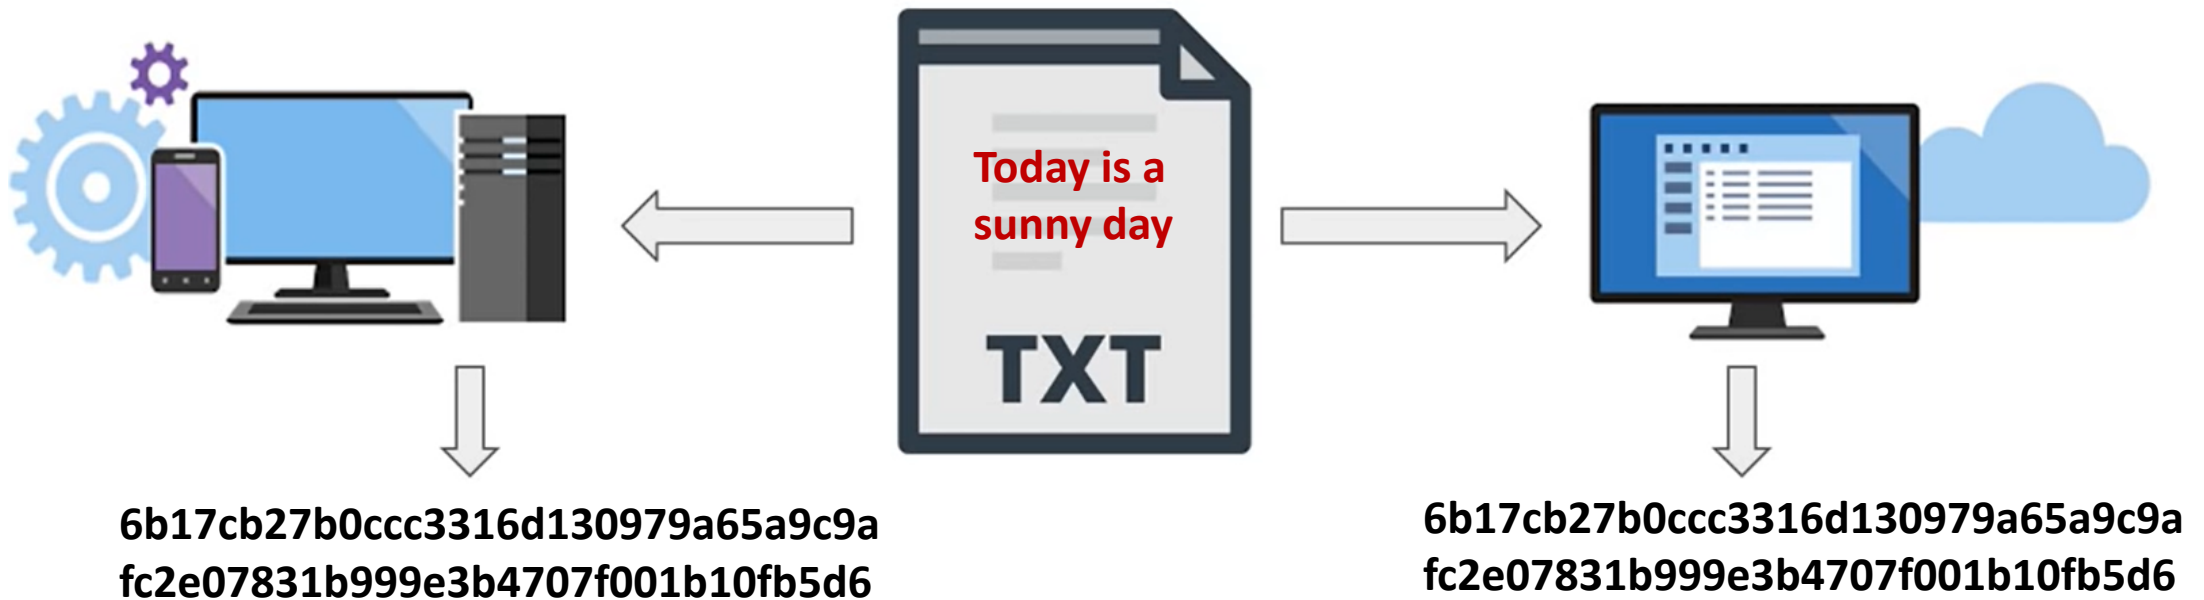 Today is a
sunny day
TXT
6b17cb27b0ccc3316d130979a65a9c9a
fc2e07831b999e3b4707f001b10fb5d6
6b17cb27b0ccc3316d130979a65a9c9a
fc2e07831b999e3b4707f001b10fb5d6